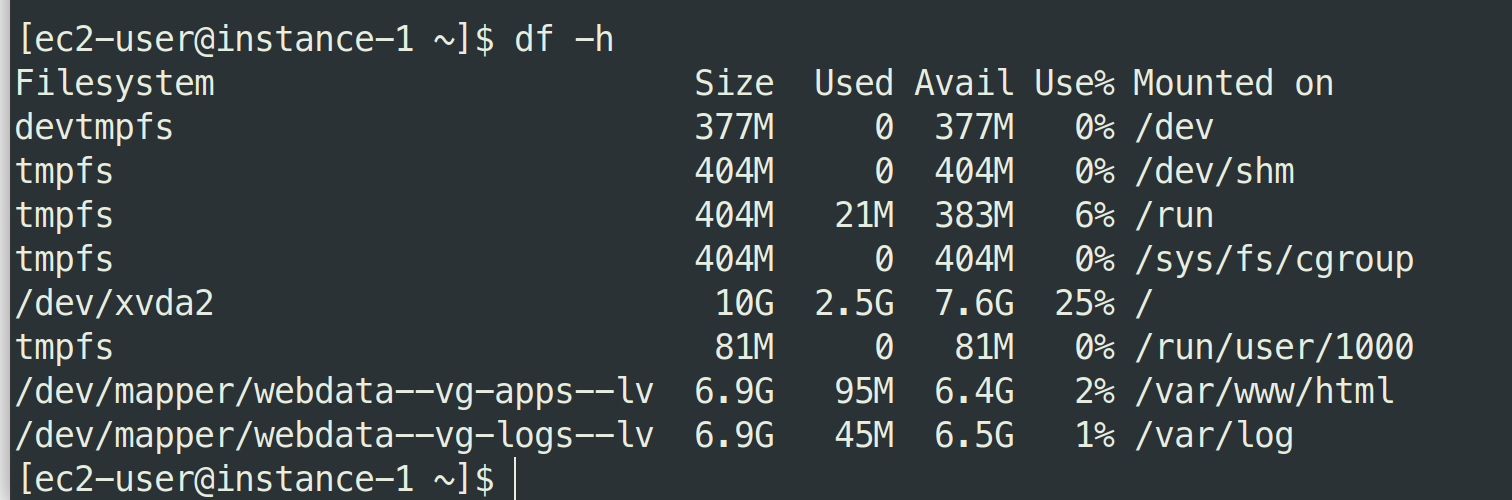 [ec2-user@instance-1 ~]$ df -h
Filesystem                        Size  Used Avail Use% Mounted on
devtmpfs                          377M     0  377M   0% /dev
tmpfs                             404M     0  404M   0% /dev/shm
tmpfs                             404M   21M  383M   6% /run
tmpfs                             404M     0  404M   0% /sys/fs/cgroup
/dev/xvda2                         10G  2.5G  7.6G  25% /
tmpfs                              81M     0   81M   0% /run/user/1000
/dev/mapper/webdata--vg-apps--lv  6.9G   95M  6.4G   2% /var/www/html
/dev/mapper/webdata--vg-logs--lv  6.9G   45M  6.5G   1% /var/log
[ec2-user@instance-1 ~]$